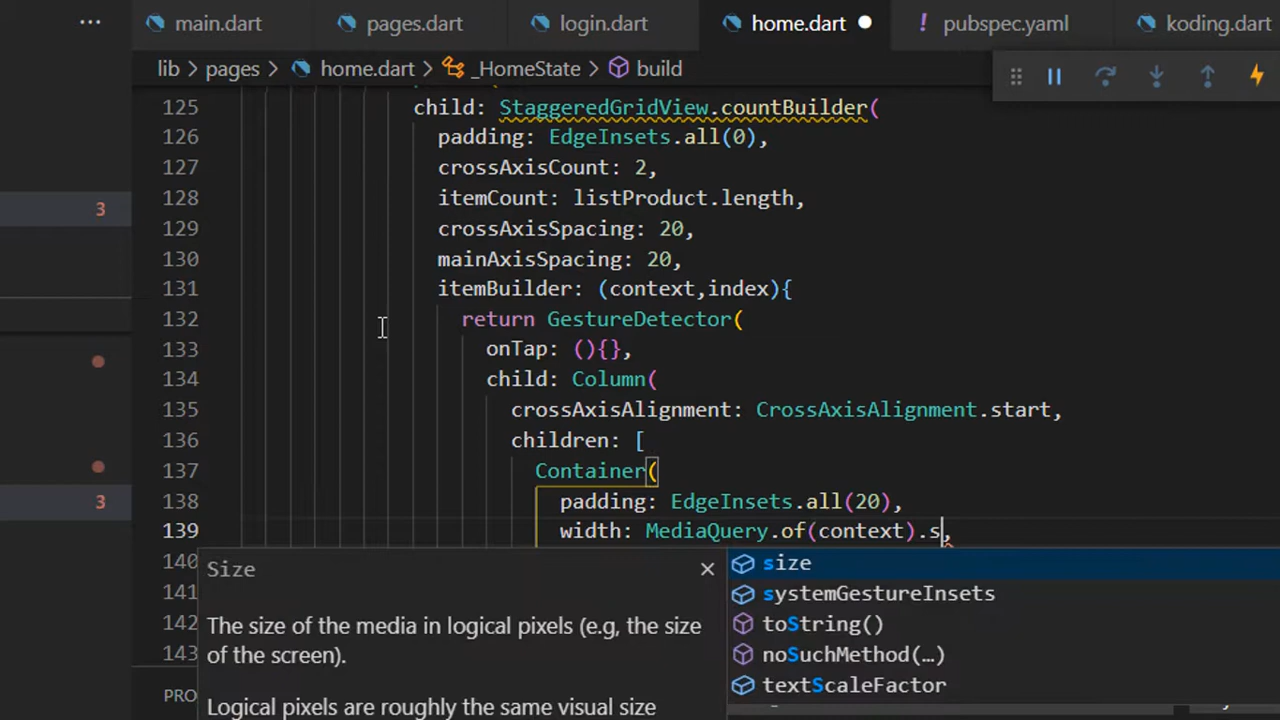 ··· main.dart pages.dart login.dart home.dart ● ! pubspec.yaml koding.dart
lib > pages > home.dart > _HomeState > build
125 child: StaggeredGridView.countBuilder(
126 padding: EdgeInsets.all(0),
127 crossAxisCount: 2,
3 128 itemCount: listProduct.length,
129 crossAxisSpacing: 20,
130 mainAxisSpacing: 20,
131 itemBuilder: (context,index){
132 return GestureDetector(
133 onTap: (){},
134 child: Column(
135 crossAxisAlignment: CrossAxisAlignment.start,
136 children: [
137 Container(
3 138 padding: EdgeInsets.all(20),
139 width: MediaQuery.of(context).s,
140
141
142
143
Size ×
The size of the media in logical pixels (e.g, the size
of the screen).
Logical pixels are roughly the same visual size
size
systemGestureInsets
toString()
noSuchMethod(…)
textScaleFactor
PRO